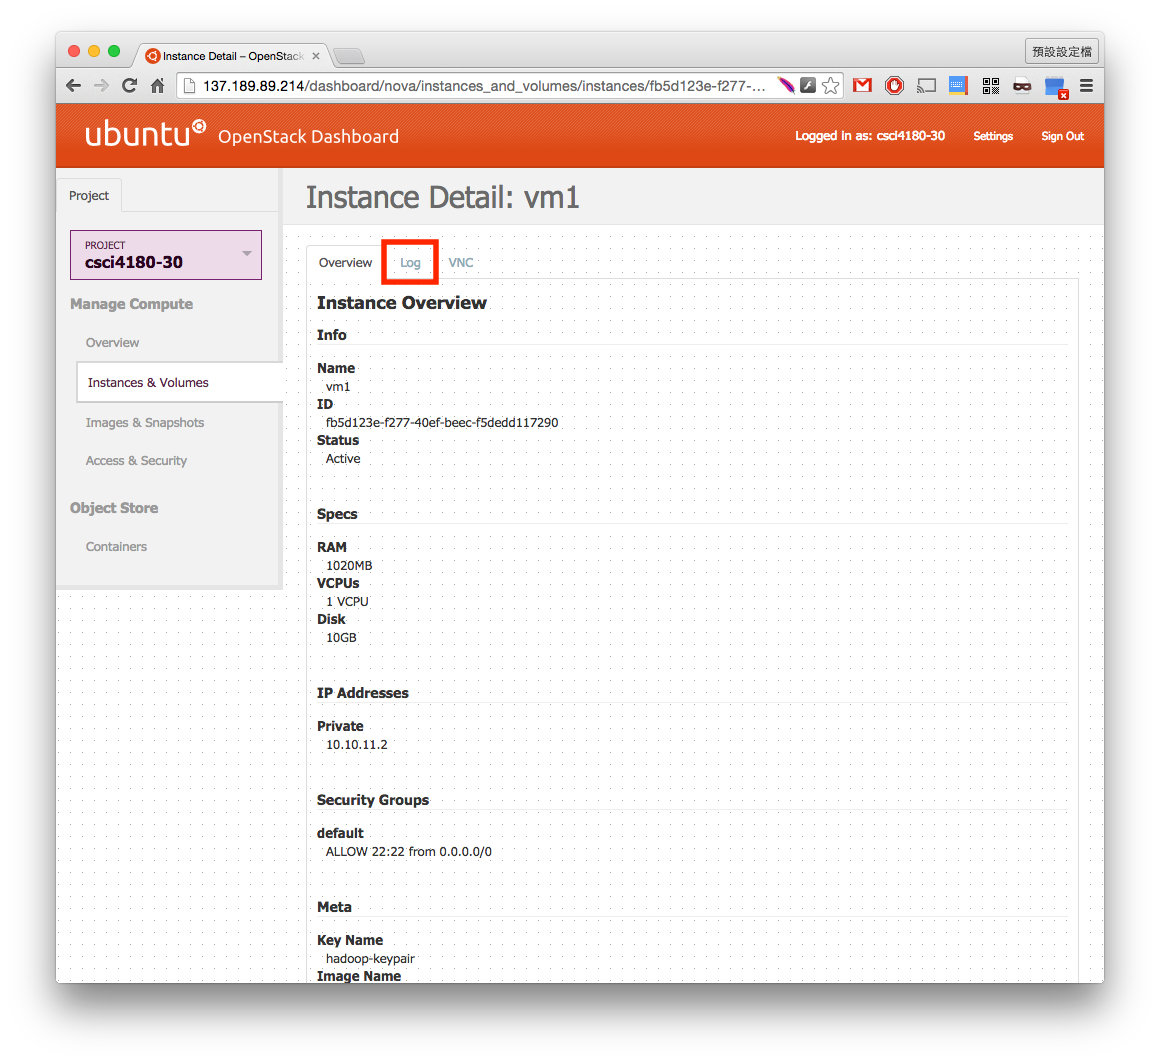 Instance Detail – OpenStack
預設設定檔
137.189.89.214/dashboard/nova/instances_and_volumes/instances/fb5d123e-f277-...
ubuntu OpenStack Dashboard
Logged in as: csci4180-30 Settings Sign Out
Project
PROJECT
csci4180-30
Manage Compute
Overview
Instances & Volumes
Images & Snapshots
Access & Security
Object Store
Containers
Instance Detail: vm1
Overview Log VNC
Instance Overview
Info
Name
vm1
ID
fb5d123e-f277-40ef-beec-f5dedd117290
Status
Active
Specs
RAM
1020MB
VCPUs
1 VCPU
Disk
10GB
IP Addresses
Private
10.10.11.2
Security Groups
default
ALLOW 22:22 from 0.0.0.0/0
Meta
Key Name
hadoop-keypair
Image Name